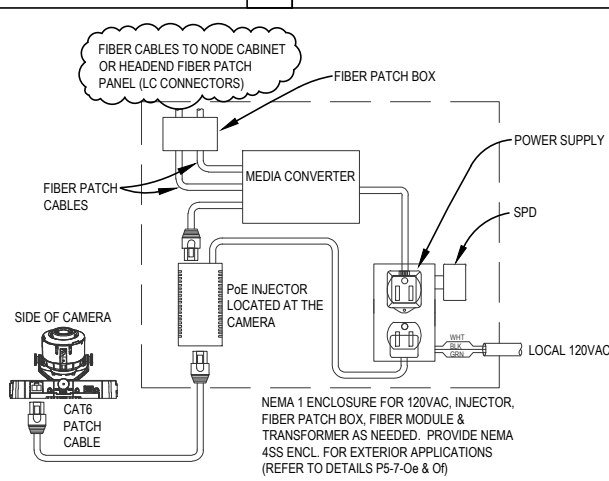 FIBER CABLES TO NODE CABINET
OR HEADEND FIBER PATCH
PANEL (LC CONNECTORS)
FIBER PATCH BOX
POWER SUPPLY
MEDIA CONVERTER
FIBER PATCH
CABLES
SPD
PoE INJECTOR
LOCATED AT THE
CAMERA
SIDE OF CAMERA
WHT
BLK
GRN
LOCAL 120VAC
CAT6
PATCH
CABLE
NEMA 1 ENCLOSURE FOR 120VAC, INJECTOR,
FIBER PATCH BOX, FIBER MODULE &
TRANSFORMER AS NEEDED. PROVIDE NEMA
4SS ENCL. FOR EXTERIOR APPLICATIONS
(REFER TO DETAILS P5-7-Oe & Of)